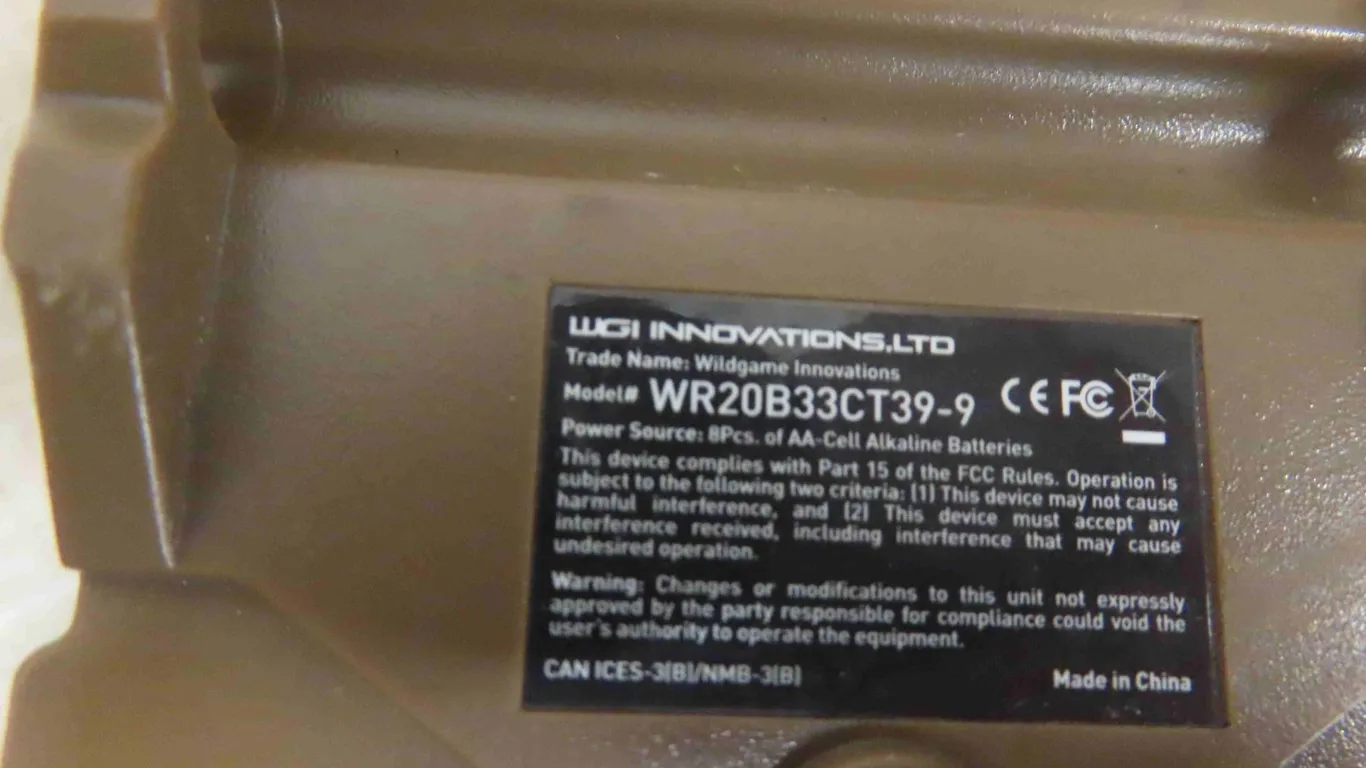 WGI INNOVATIONS.LTD
Trade Name: Wildgame Innovations
Model# WR20B33CT39-9
CE FC
Power Source: 8Pcs. of AA-Cell Alkaline Batteries
This device complies with Part 15 of the FCC Rules. Operation is
subject to the following two criteria: (1) This device may not cause
harmful interference, and (2) This device must accept any
interference received, including interference that may cause
undesired operation.
Warning: Changes or modifications to this unit not expressly
approved by the party responsible for compliance could void the
user's authority to operate the equipment.
CAN ICES-3(B)/NMB-3(B)
Made in China